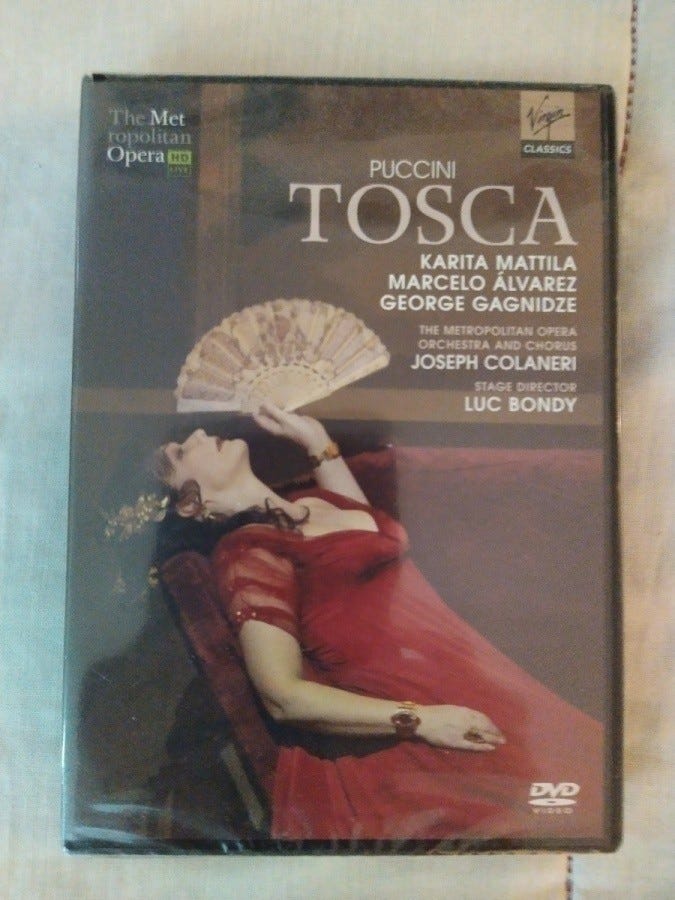 The Met
ropolitan
Opera HD
LIVE
Virgin
CLASSICS
PUCCINI
TOSCA
KARITA MATTILA
MARCELO ÁLVAREZ
GEORGE GAGNIDZE
THE METROPOLITAN OPERA
ORCHESTRA AND CHORUS
JOSEPH COLANERI
STAGE DIRECTOR
LUC BONDY
DVD
VIDEO